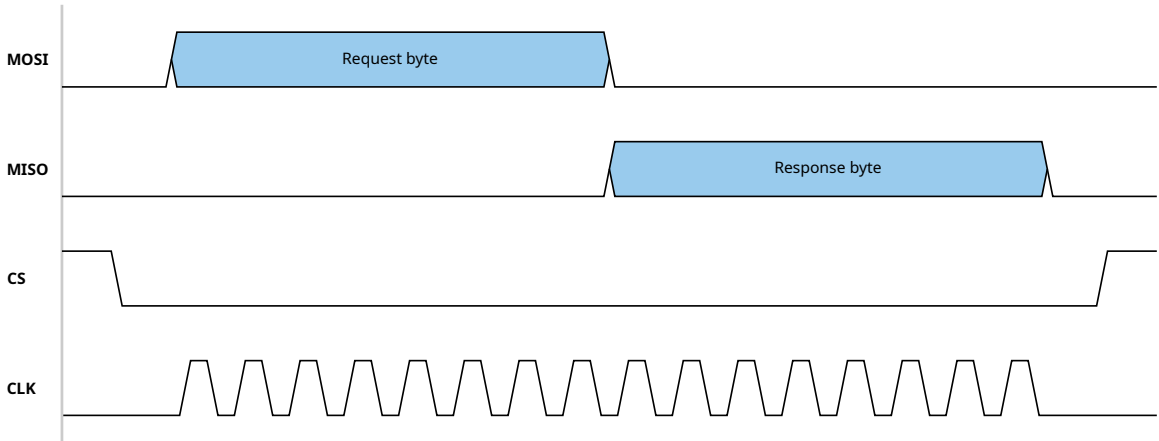 MOSI
Request byte
MISO
Response byte
CS
CLK